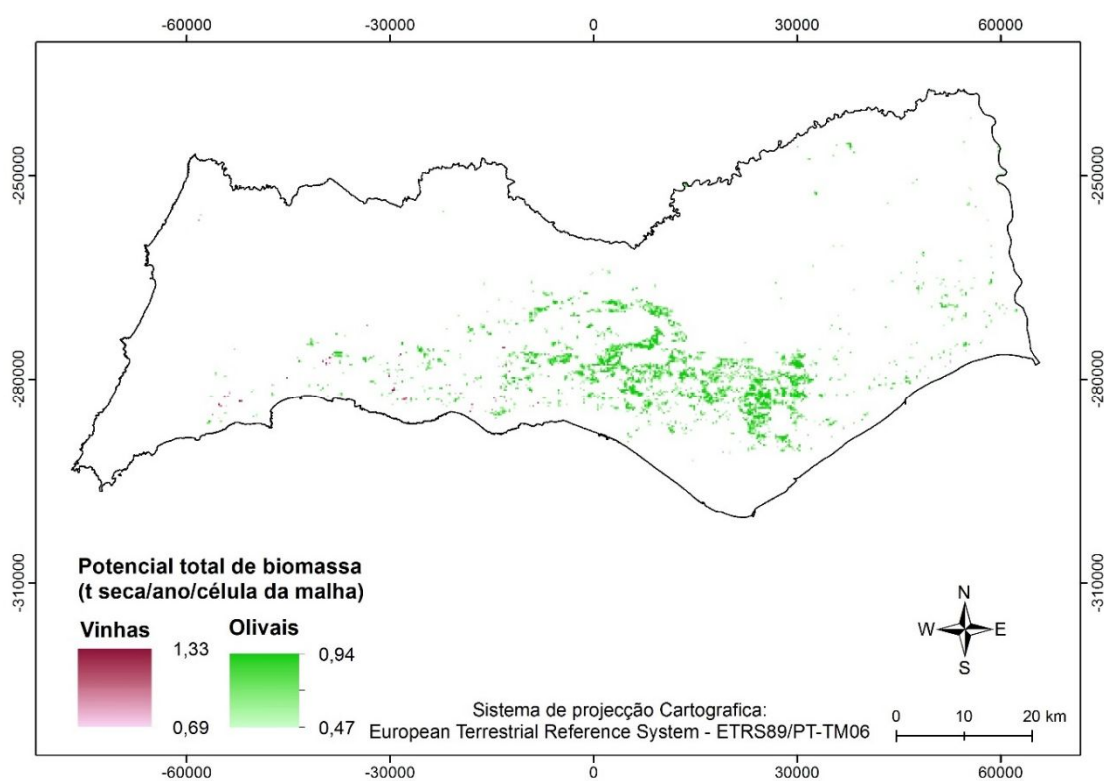 -60000 -30000 0 30000 60000
-250000 -250000
-280000 -280000
-310000 -310000
Potencial total de biomassa
(t seca/ano/célula da malha)
Vinhas Olivais
1,33 0,94
0,69 0,47
N
W E
S
Sistema de projecção Cartografica:
European Terrestrial Reference System - ETRS89/PT-TM06
0 10 20 km
-60000 -30000 0 30000 60000